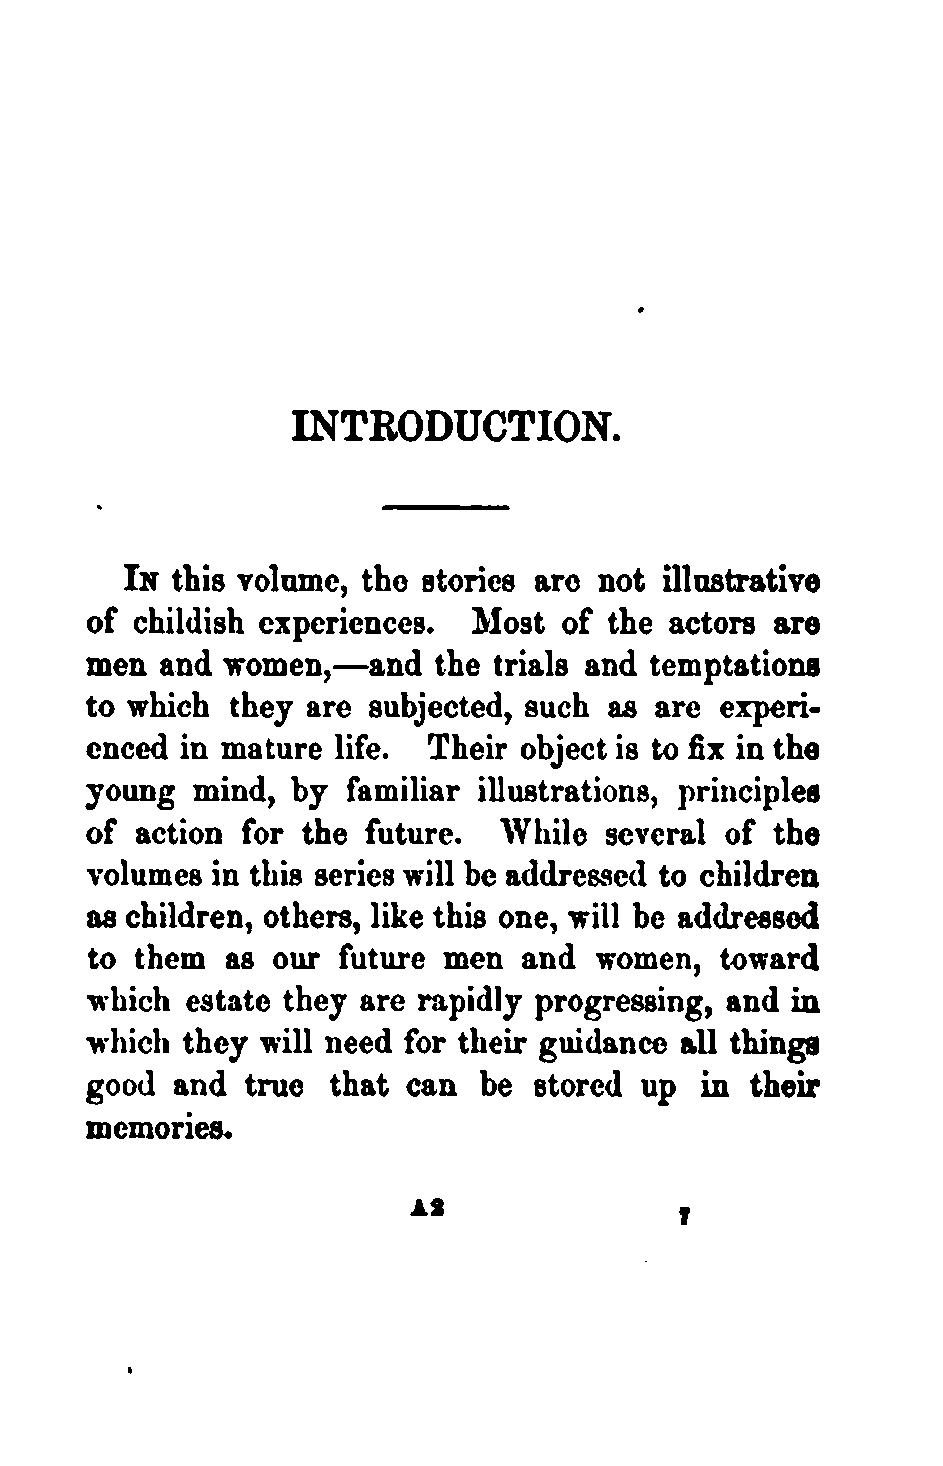 INTRODUCTION.
In this volume, the stories are not illustrative
of childish experiences. Most of the actors are
men and women,—and the trials and temptations
to which they are subjected, such as are experi-
enced in mature life. Their object is to fix in the
young mind, by familiar illustrations, principles
of action for the future. While several of the
volumes in this series will be addressed to children
as children, others, like this one, will be addressed
to them as our future men and women, toward
which estate they are rapidly progressing, and in
which they will need for their guidance all things
good and true that can be stored up in their
memories.
A2 7